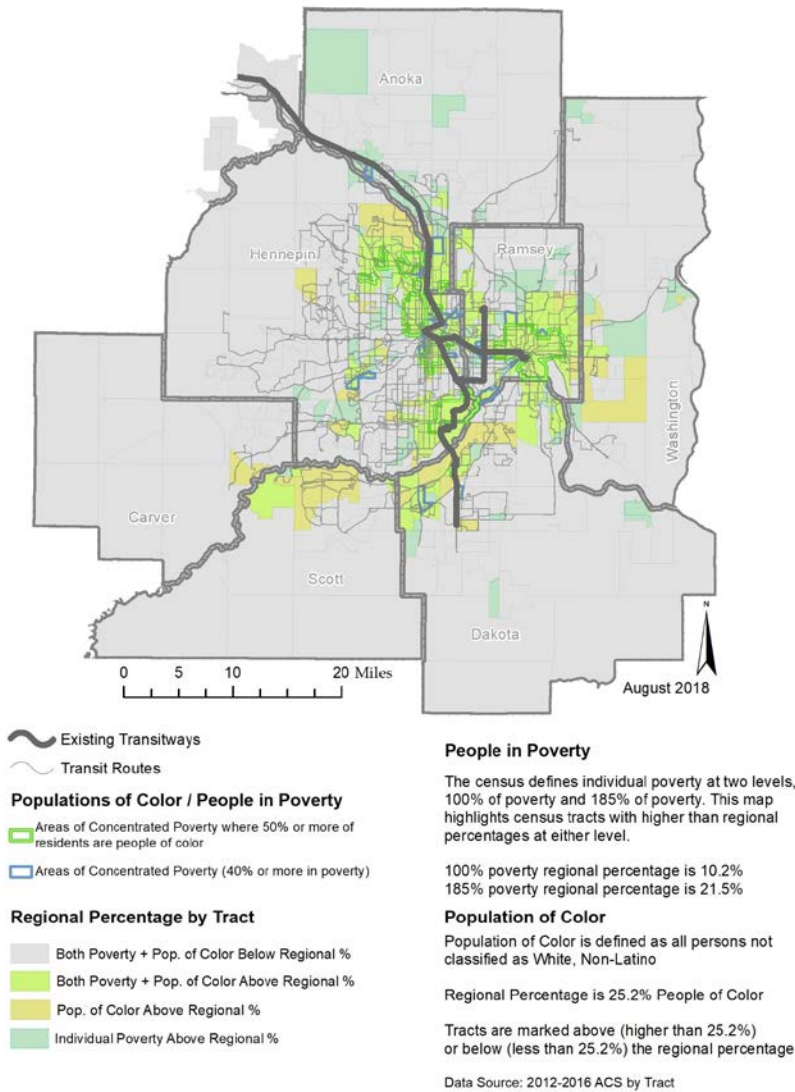 Anoka
Hennepin
Ramsey
Washington
Carver
Scott
Dakota
N
0 5 10 20 Miles
August 2018
Existing Transitways
Transit Routes
Populations of Color / People in Poverty
Areas of Concentrated Poverty where 50% or more of
residents are people of color
Areas of Concentrated Poverty (40% or more in poverty)
Regional Percentage by Tract
Both Poverty + Pop. of Color Below Regional %
Both Poverty + Pop. of Color Above Regional %
Pop. of Color Above Regional %
Individual Poverty Above Regional %
People in Poverty
The census defines individual poverty at two levels,
100% of poverty and 185% of poverty. This map
highlights census tracts with higher than regional
percentages at either level.
100% poverty regional percentage is 10.2%
185% poverty regional percentage is 21.5%
Population of Color
Population of Color is defined as all persons not
classified as White, Non-Latino
Regional Percentage is 25.2% People of Color
Tracts are marked above (higher than 25.2%)
or below (less than 25.2%) the regional percentage
Data Source: 2012-2016 ACS by Tract